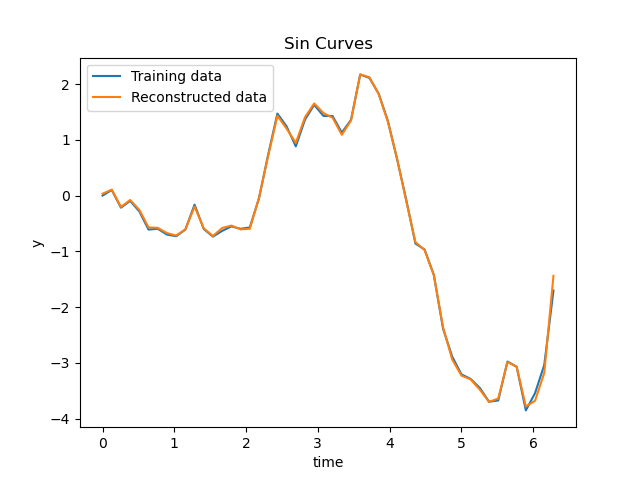 Sin Curves
Training data
Reconstructed data
2
1
0
−1
−2
−3
−4
y
0 1 2 3 4 5 6
time